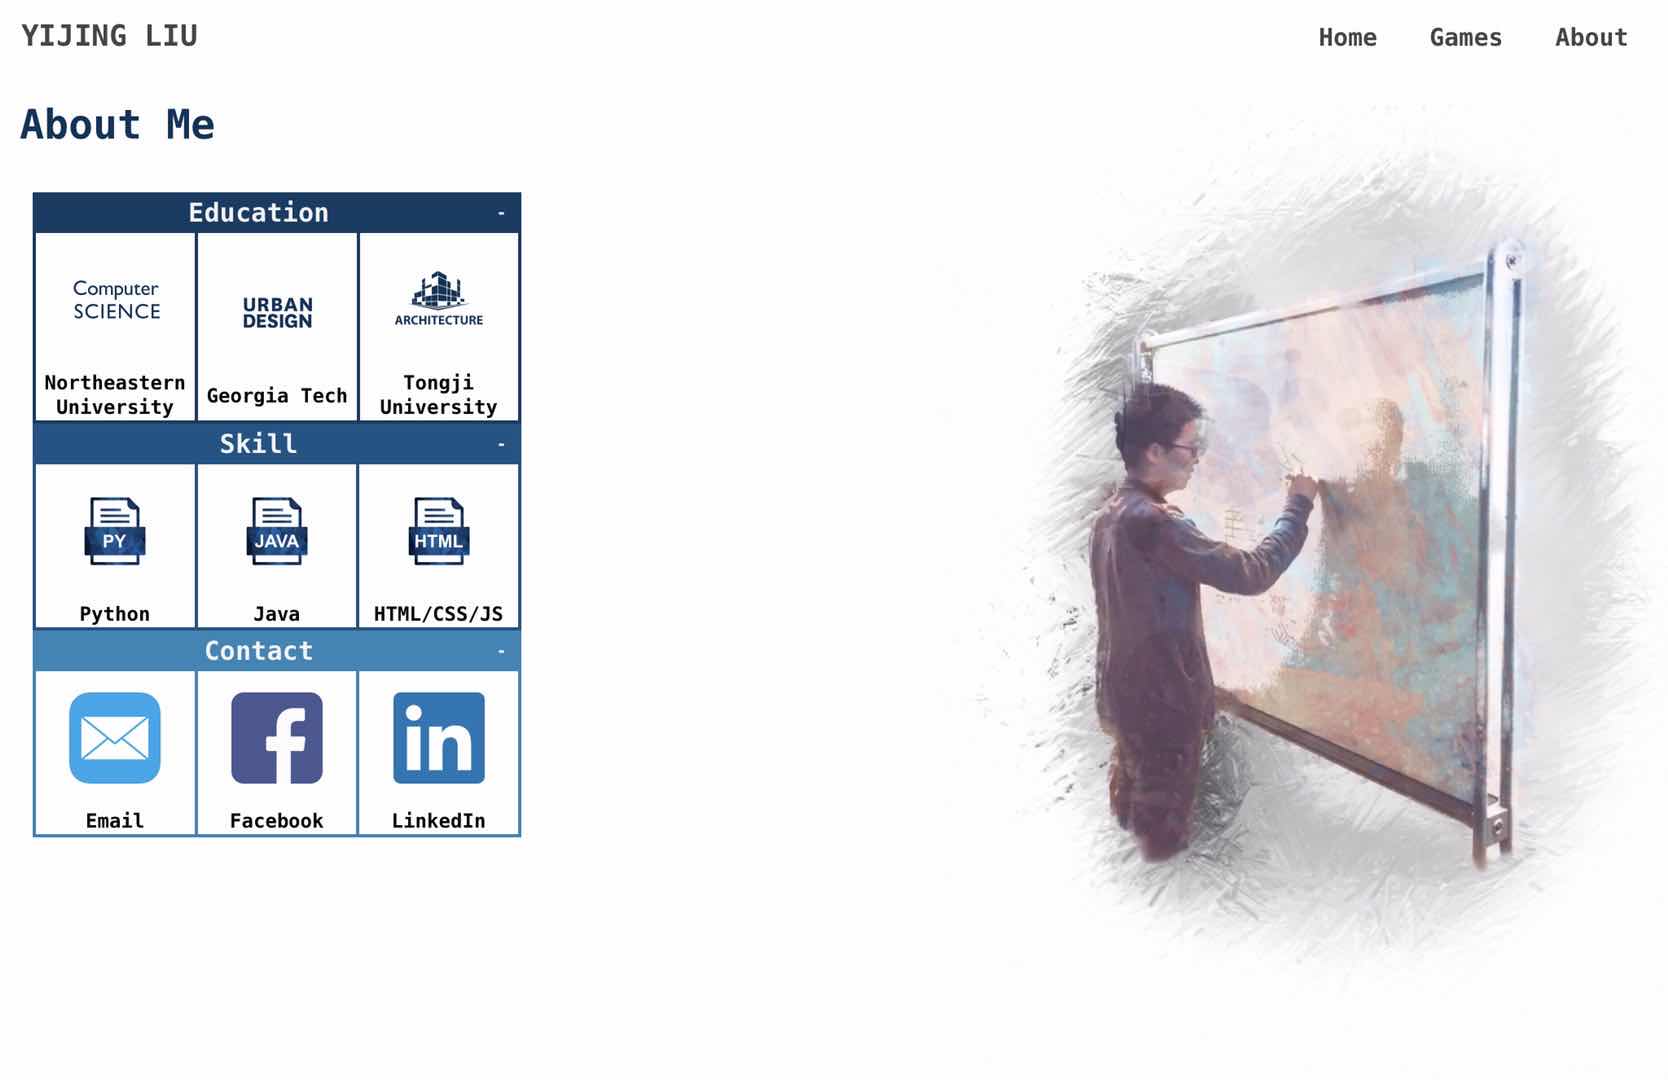 YIJING LIU
Home Games About
About Me
Education -
Computer
SCIENCE
URBAN
DESIGN
ARCHITECTURE
Northeastern
University
Georgia Tech
Tongji
University
Skill -
PY
JAVA
HTML
Python
Java
HTML/CSS/JS
Contact -
f
in
Email
Facebook
LinkedIn